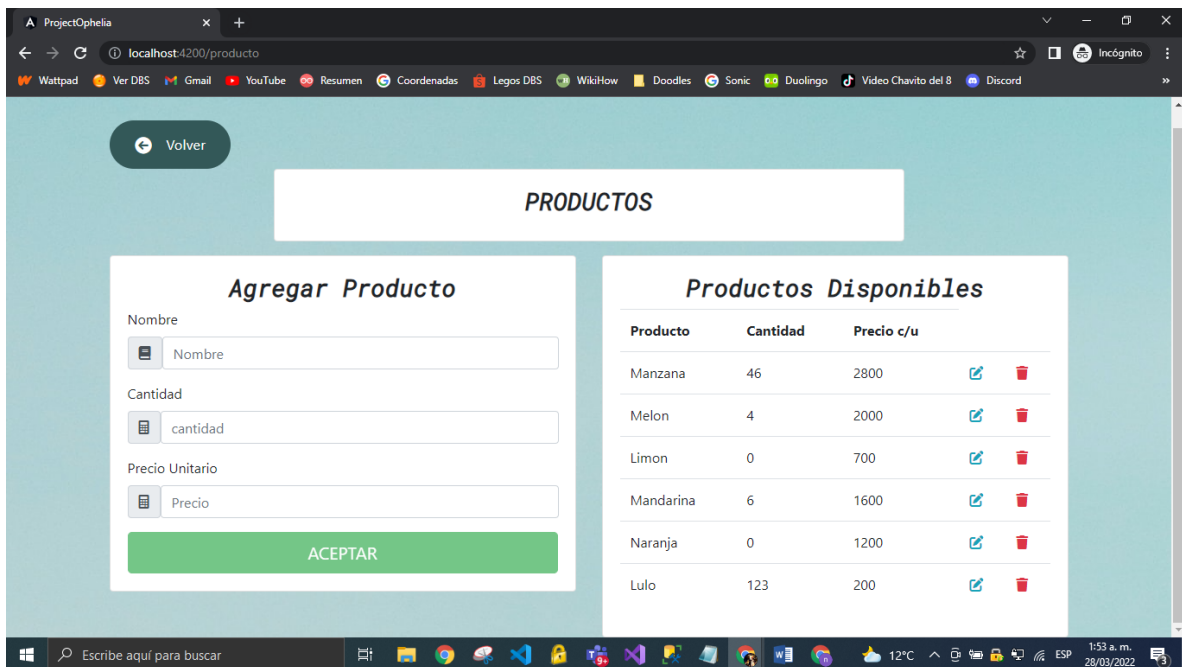 ProjectOphelia
localhost:4200/producto
Incógnito
Wattpad Ver DBS Gmail YouTube Resumen Coordenadas Legos DBS WikiHow Doodles Sonic Duolingo Video Chavito del 8 Discord »
Volver
PRODUCTOS
Agregar Producto
Nombre
Nombre
Cantidad
cantidad
Precio Unitario
Precio
ACEPTAR
Productos Disponibles
Producto Cantidad Precio c/u
Manzana 46 2800
Melon 4 2000
Limon 0 700
Mandarina 6 1600
Naranja 0 1200
Lulo 123 200
Escribe aquí para buscar
12°C ESP 1:53 a. m.
28/03/2022